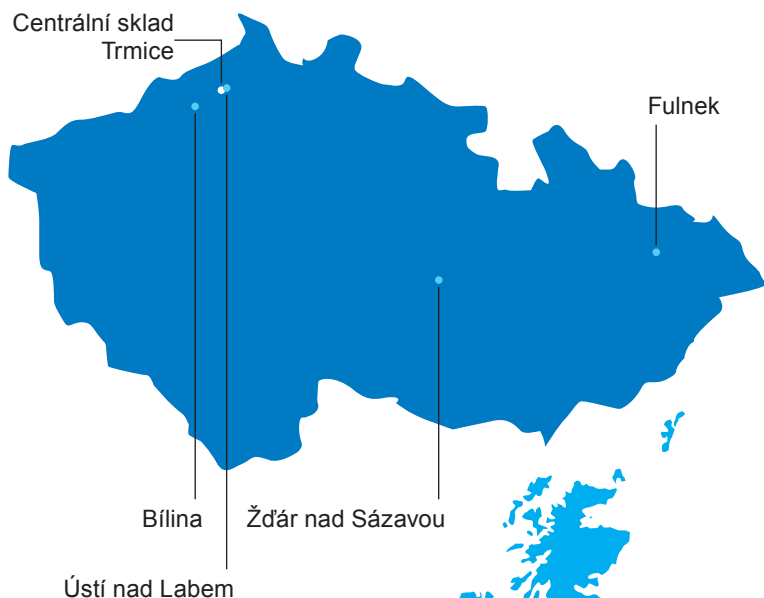 Centrální sklad
Trmice
Fulnek
Bílina
Žďár nad Sázavou
Ústí nad Labem